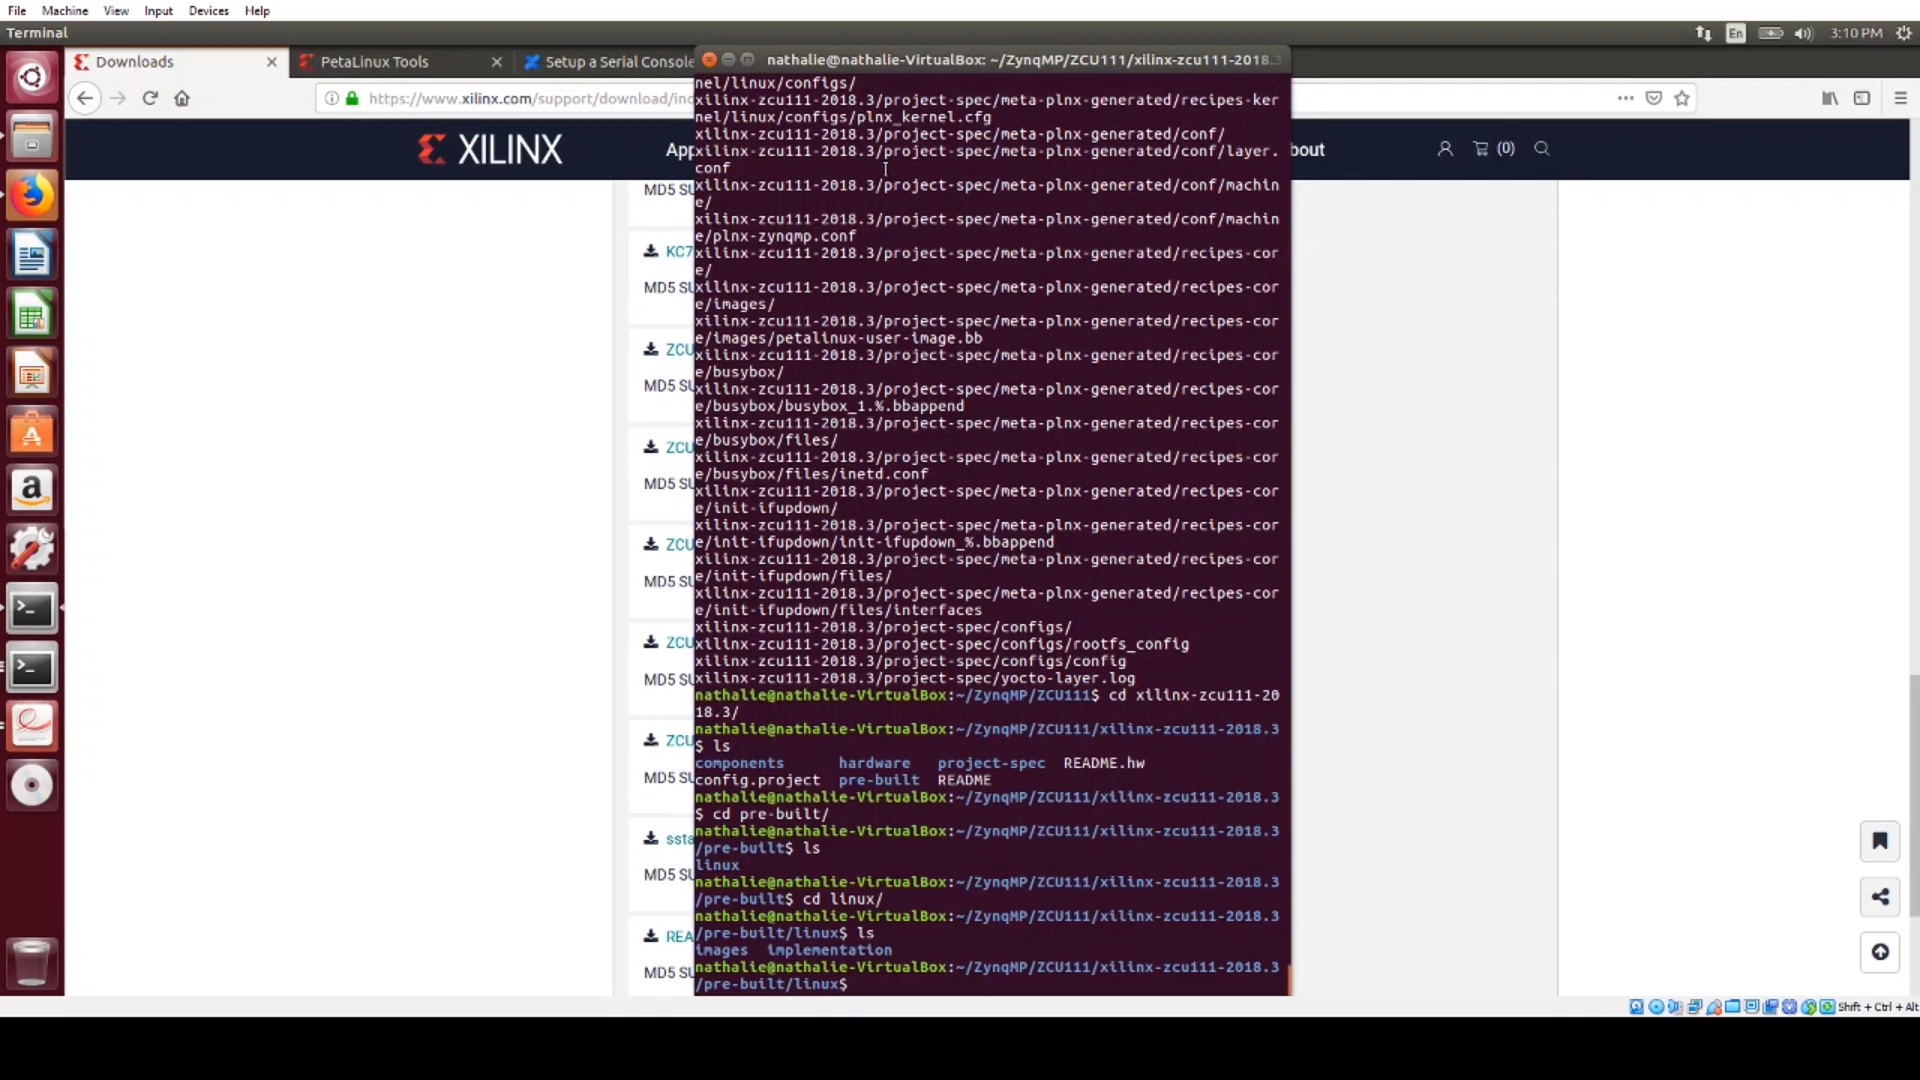 File Machine View Input Devices Help
Terminal
En
3:10 PM
Downloads
PetaLinux Tools
Setup a Serial Console
nathalie@nathalie-VirtualBox: ~/ZynqMP/ZCU111/xilinx-zcu111-2018.3
https://www.xilinx.com/support/download/
XILINX
(0)
MD5
KC7
MD5
ZCU
MD5
ZCU
MD5
ZCU
MD5
ZCU
MD5
ZCU
MD5
MD5
MD5
nel/linux/configs/
xilinx-zcu111-2018.3/project-spec/meta-plnx-generated/recipes-ker
nel/linux/configs/plnx_kernel.cfg
xilinx-zcu111-2018.3/project-spec/meta-plnx-generated/conf/
xilinx-zcu111-2018.3/project-spec/meta-plnx-generated/conf/layer.
conf
xilinx-zcu111-2018.3/project-spec/meta-plnx-generated/conf/machin
e/
xilinx-zcu111-2018.3/project-spec/meta-plnx-generated/conf/machin
e/plnx-zynqmp.conf
xilinx-zcu111-2018.3/project-spec/meta-plnx-generated/recipes-cor
e/
xilinx-zcu111-2018.3/project-spec/meta-plnx-generated/recipes-cor
e/images/
xilinx-zcu111-2018.3/project-spec/meta-plnx-generated/recipes-cor
e/images/petalinux-user-image.bb
xilinx-zcu111-2018.3/project-spec/meta-plnx-generated/recipes-cor
e/busybox/
xilinx-zcu111-2018.3/project-spec/meta-plnx-generated/recipes-cor
e/busybox/busybox_1.%.bbappend
xilinx-zcu111-2018.3/project-spec/meta-plnx-generated/recipes-cor
e/busybox/files/
xilinx-zcu111-2018.3/project-spec/meta-plnx-generated/recipes-cor
e/busybox/files/inetd.conf
xilinx-zcu111-2018.3/project-spec/meta-plnx-generated/recipes-cor
e/init-ifupdown/
xilinx-zcu111-2018.3/project-spec/meta-plnx-generated/recipes-cor
e/init-ifupdown/init-ifupdown_%.bbappend
xilinx-zcu111-2018.3/project-spec/meta-plnx-generated/recipes-cor
e/init-ifupdown/files/
xilinx-zcu111-2018.3/project-spec/meta-plnx-generated/recipes-cor
e/init-ifupdown/files/interfaces
xilinx-zcu111-2018.3/project-spec/configs/
xilinx-zcu111-2018.3/project-spec/configs/rootfs_config
xilinx-zcu111-2018.3/project-spec/configs/config
xilinx-zcu111-2018.3/project-spec/yocto-layer.log
nathalie@nathalie-VirtualBox:~/ZynqMP/ZCU111$ cd xilinx-zcu111-20
18.3/
nathalie@nathalie-VirtualBox:~/ZynqMP/ZCU111/xilinx-zcu111-2018.3
$ ls
components hardware project-spec README.hw
config.project pre-built README
nathalie@nathalie-VirtualBox:~/ZynqMP/ZCU111/xilinx-zcu111-2018.3
$ cd pre-built/
nathalie@nathalie-VirtualBox:~/ZynqMP/ZCU111/xilinx-zcu111-2018.3
/pre-built$ ls
linux
nathalie@nathalie-VirtualBox:~/ZynqMP/ZCU111/xilinx-zcu111-2018.3
/pre-built$ cd linux/
nathalie@nathalie-VirtualBox:~/ZynqMP/ZCU111/xilinx-zcu111-2018.3
/pre-built/linux$ ls
images implementation
nathalie@nathalie-VirtualBox:~/ZynqMP/ZCU111/xilinx-zcu111-2018.3
/pre-built/linux$
Shift + Ctrl + Alt